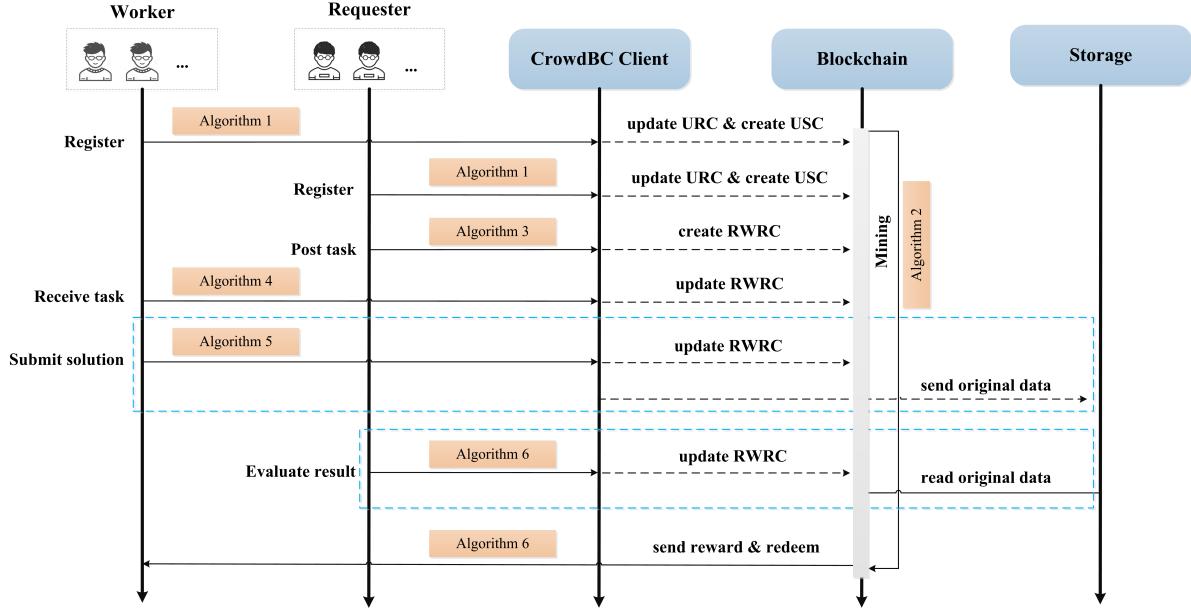 Worker
Requester
...
...
CrowdBC Client
Blockchain
Storage
Algorithm 1
Register
update URC & create USC
Algorithm 1
Register
update URC & create USC
Algorithm 3
Post task
create RWRC
Mining
Algorithm 2
Algorithm 4
Receive task
update RWRC
Algorithm 5
Submit solution
update RWRC
send original data
Algorithm 6
Evaluate result
update RWRC
read original data
Algorithm 6
send reward & redeem